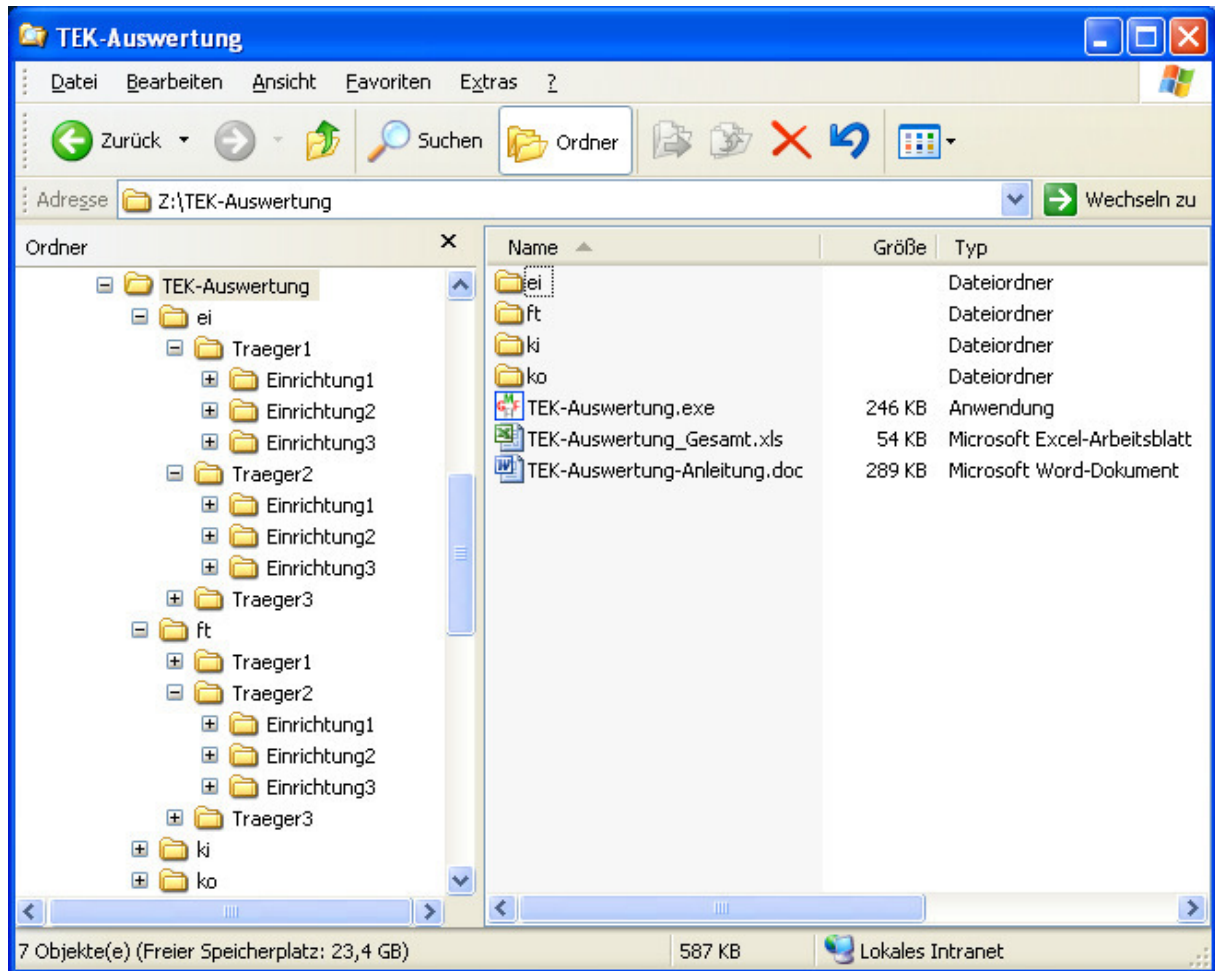 TEK-Auswertung
Datei Bearbeiten Ansicht Favoriten Extras ?
Zurück Suchen Ordner
Adresse Z:\TEK-Auswertung Wechseln zu
Ordner x
TEK-Auswertung
ei
Traeger1
Einrichtung1
Einrichtung2
Einrichtung3
Traeger2
Einrichtung1
Einrichtung2
Einrichtung3
Traeger3
ft
Traeger1
Traeger2
Einrichtung1
Einrichtung2
Einrichtung3
Traeger3
ki
ko
Name Größe Typ
ei Dateiordner
ft Dateiordner
ki Dateiordner
ko Dateiordner
TEK-Auswertung.exe 246 KB Anwendung
TEK-Auswertung_Gesamt.xls 54 KB Microsoft Excel-Arbeitsblatt
TEK-Auswertung-Anleitung.doc 289 KB Microsoft Word-Dokument
7 Objekte(e) (Freier Speicherplatz: 23,4 GB) 587 KB Lokales Intranet